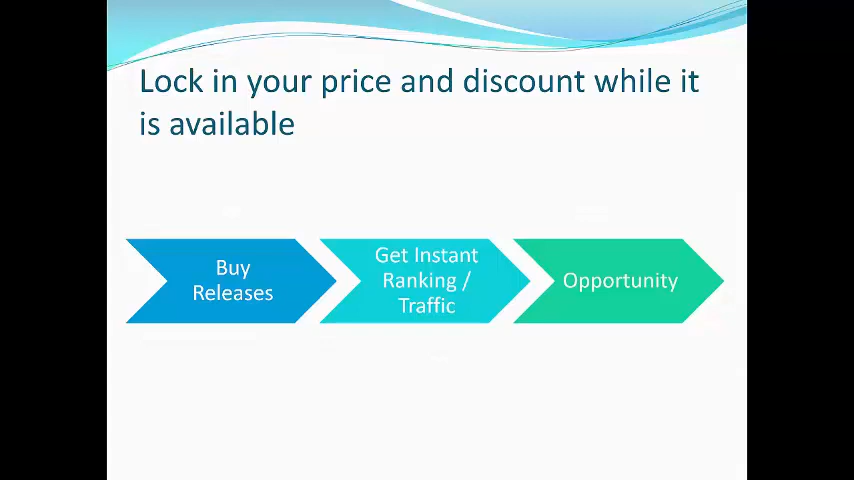 Lock in your price and discount while it
is available
Buy
Releases
Get Instant
Ranking /
Traffic
Opportunity